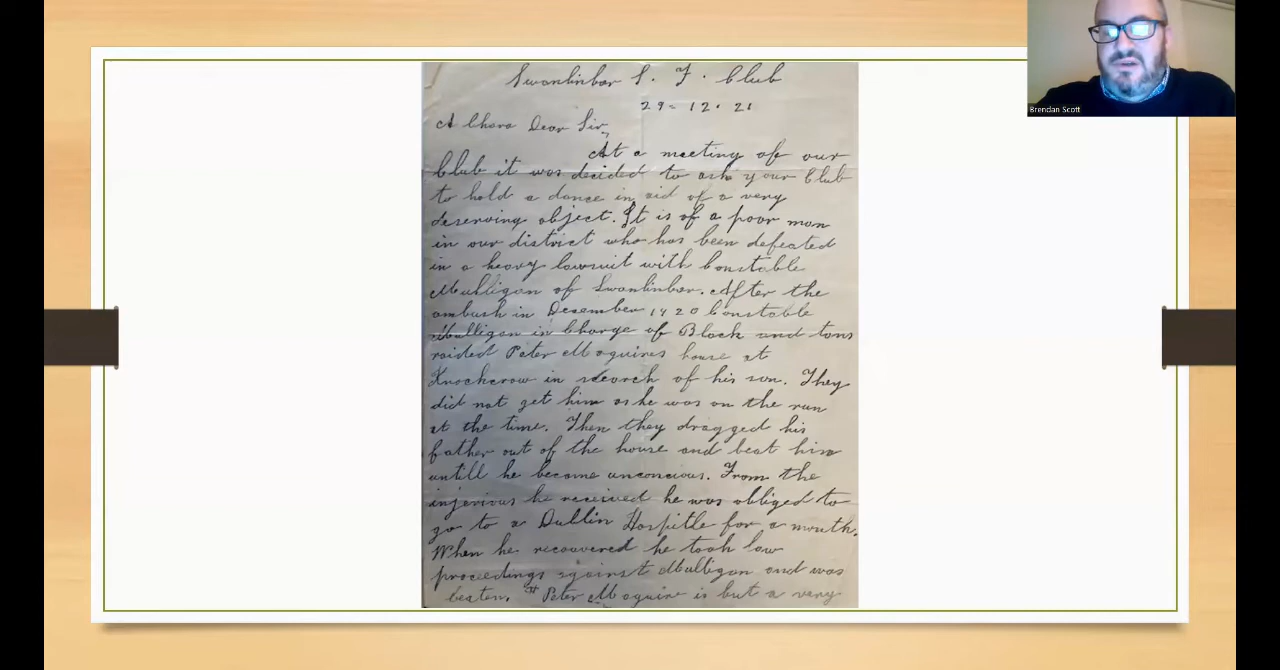 Swanlinbar S. F. Club
29 - 12 . 21
A Chara Dear Sir,
At a meeting of our
Club it was decided to ask your Club
to hold a dance in aid of a very
deserving object. It is of a poor man
in our district who has been defeated
in a heavy lawsuit with Constable
Mulligan of Swanlinbar. After the
ambush in December 1920 Constable
Mulligan in Charge of Black and tans
raided Peter Maguires house at
Knockcrow in search of his son. They
did not get him as he was on the run
at the time. Then they dragged his
father out of the house and beat him
untill he became unconcious. From the
injerious he received he was obliged to
go to a Dublin Hospitle for a month.
When he recovered he took law
proceedings against Mulligan and was
beaten. Peter Maguire is but a very
Brendan Scott